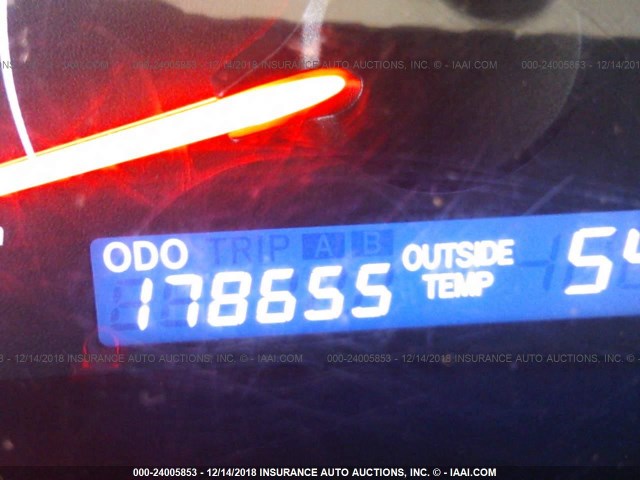 000-24005853 - 12/14/2018 INSURANCE AUTO AUCTIONS, INC. © - IAAI.COM
ODO TRIP A B OUTSIDE TEMP 54
178655
000-24005853 - 12/14/2018 INSURANCE AUTO AUCTIONS, INC. © - IAAI.COM
000-24005853 - 12/14/2018 INSURANCE AUTO AUCTIONS, INC. © - IAAI.COM